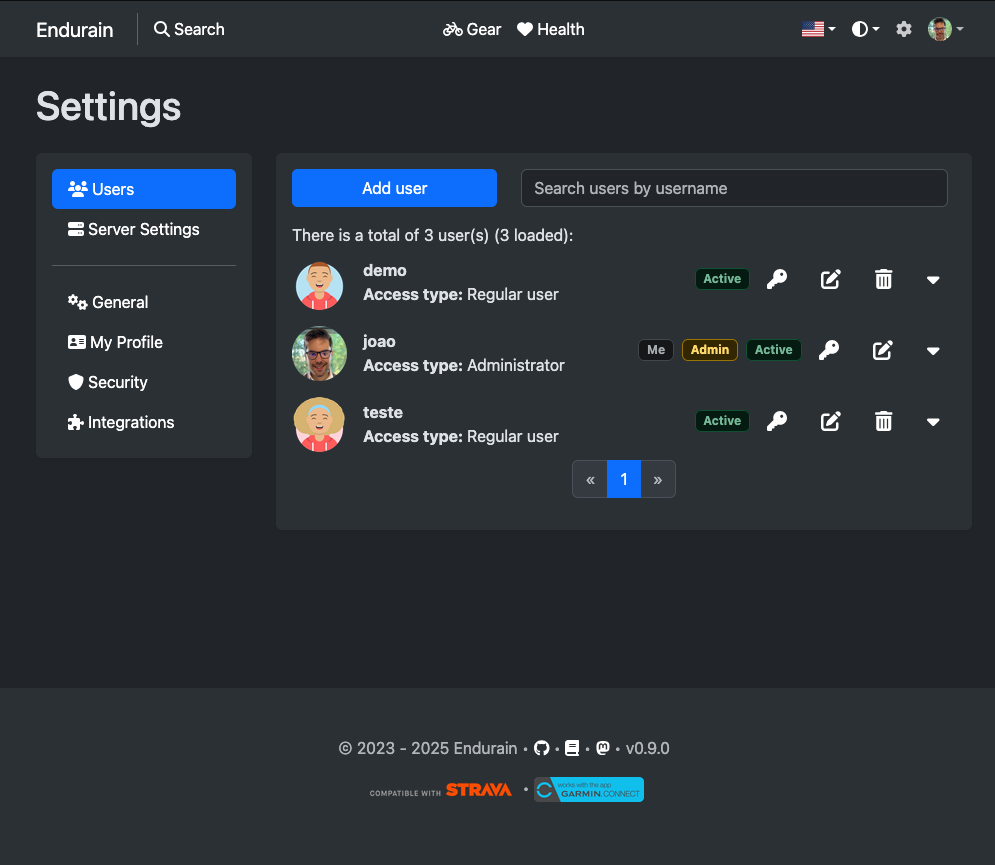 Endurain Search Gear Health
Settings
Users
Server Settings
General
My Profile
Security
Integrations
Add user Search users by username
There is a total of 3 user(s) (3 loaded):
demo
Access type: Regular user
Active
joao
Access type: Administrator
Me Admin Active
teste
Access type: Regular user
Active
« 1 »
© 2023 - 2025 Endurain • • • • v0.9.0
COMPATIBLE WITH STRAVA • works with the app
GARMIN.CONNECT